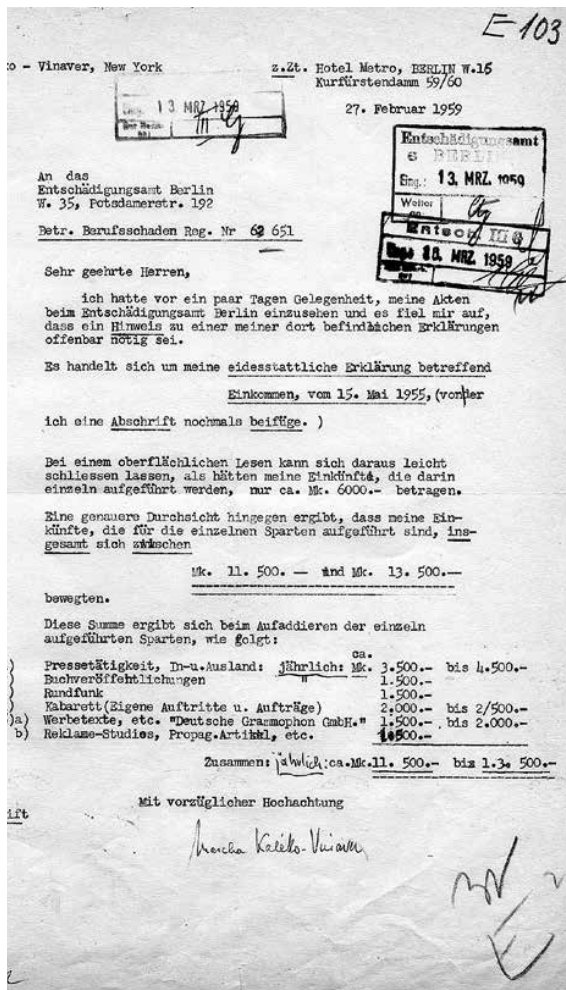 E-103
o - Vinaver, New York z.Zt. Hotel Metro, BERLIN W.15
Kurfürstendamm 59/60
13. MRZ. 1959
27. Februar 1959
Entschädigungsamt
BERLIN
Eing.: 13. MRZ. 1959
Weiter
Entsch III 6
18. MRZ. 1959
An das
Entschädigungsamt Berlin
W. 35, Potsdamerstr. 192
Betr. Berufsschaden Reg. Nr 62 651
Sehr geehrte Herren,
ich hatte vor ein paar Tagen Gelegenheit, meine Akten
beim Entschädigungsamt Berlin einzusehen und es fiel mir auf,
dass ein Hinweis zu einer meiner dort befindlichen Erklärungen
offenbar nötig sei.
Es handelt sich um meine eidesstattliche Erklärung betreffend
Einkommen, vom 15. Mai 1955, (von der
ich eine Abschrift nochmals beifüge. )
Bei einem oberflächlichen Lesen kann sich daraus leicht
schliessen lassen, als hätten meine Einkünfte, die darin
einzeln aufgeführt werden, nur ca. Mk. 6000.- betragen.
Eine genauere Durchsicht hingegen ergibt, dass meine Ein-
künfte, die für die einzelnen Sparten aufgeführt sind, ins-
gesamt sich zwischen
Mk. 11. 500. — und Mk. 13. 500.—
bewegten.
Diese Summe ergibt sich beim Aufaddieren der einzeln
aufgeführten Sparten, wie golgt:
ca.
Pressetätigkeit, In-u.Ausland: jährlich: Mk. 3.500.- bis 4.500.-
Buchveröffentlichungen " 1.500.-
Rundfunk 1.500.-
Kabarett(Eigene Auftritte u. Aufträge) 2.000.- bis 2/500.-
a) Werbetexte, etc. "Deutsche Grammophon GmbH." 1.500.- bis 2.000.-
b) Reklame-Studies, Propag.Artikel, etc. 1.500.-
Zusammen: jährlich: ca.Mk.11. 500.- bis 1.3. 500.-
Mit vorzüglicher Hochachtung
ift
Mascha Kaléko-Vinaver